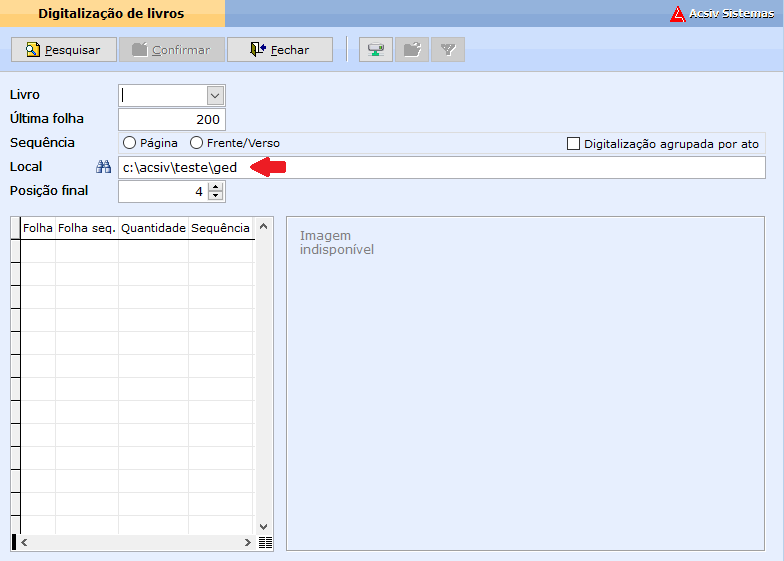 Digitalização de livros
Acsiv Sistemas
Pesquisar Confirmar Fechar
Livro
Última folha 200
Sequência Página Frente/Verso Digitalização agrupada por ato
Local c:\acsiv\teste\ged
Posição final 4
Folha Folha seq. Quantidade Sequência
Imagem
indisponível